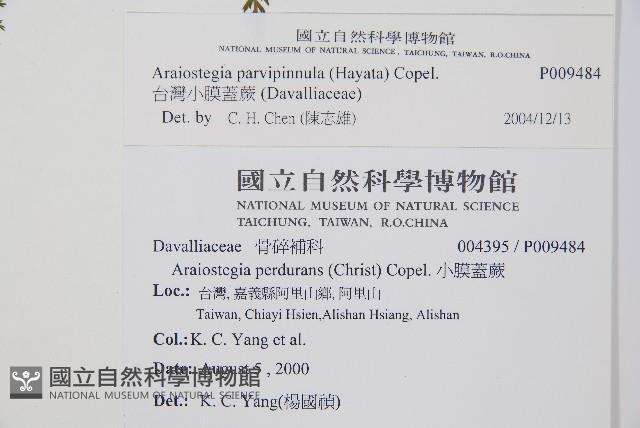 國立自然科學博物館
NATIONAL MUSEUM OF NATURAL SCIENCE, TAICHUNG, TAIWAN, R.O.CHINA
Araiostegia parvipinnula (Hayata) Copel. P009484
台灣小膜蓋蕨 (Davalliaceae)
Det. by C. H. Chen (陳志雄) 2004/12/13
國立自然科學博物館
NATIONAL MUSEUM OF NATURAL SCIENCE
TAICHUNG, TAIWAN, R.O.CHINA
Davalliaceae 骨碎補科 004395 / P009484
Araiostegia perdurans (Christ) Copel. 小膜蓋蕨
Loc.: 台灣, 嘉義縣阿里山鄉, 阿里山
Taiwan, Chiayi Hsien,Alishan Hsiang, Alishan
Col.: K. C. Yang et al.
Date: August 5 , 2000
國立自然科學博物館
NATIONAL MUSEUM OF NATURAL SCIENCE
Det.: K. C. Yang(楊國禎)